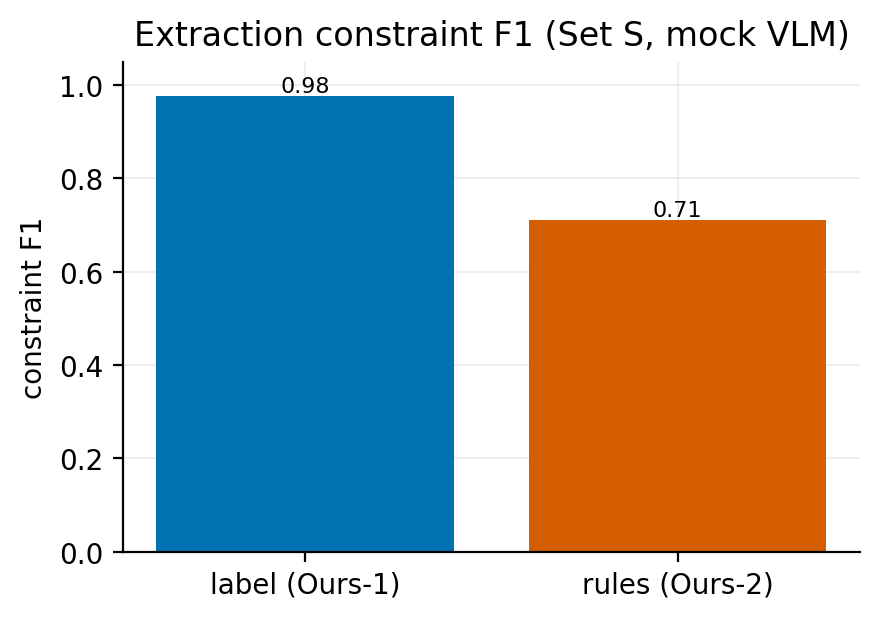 Extraction constraint F1 (Set S, mock VLM)
constraint F1
1.0
0.8
0.6
0.4
0.2
0.0
0.98
0.71
label (Ours-1)
rules (Ours-2)